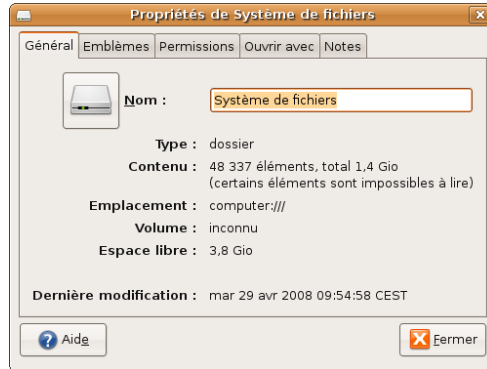 Propriétés de Système de fichiers
Général Emblèmes Permissions Ouvrir avec Notes
Nom : Système de fichiers
Type : dossier
Contenu : 48 337 éléments, total 1,4 Gio
(certains éléments sont impossibles à lire)
Emplacement : computer:///
Volume : inconnu
Espace libre : 3,8 Gio
Dernière modification : mar 29 avr 2008 09:54:58 CEST
Aide Fermer